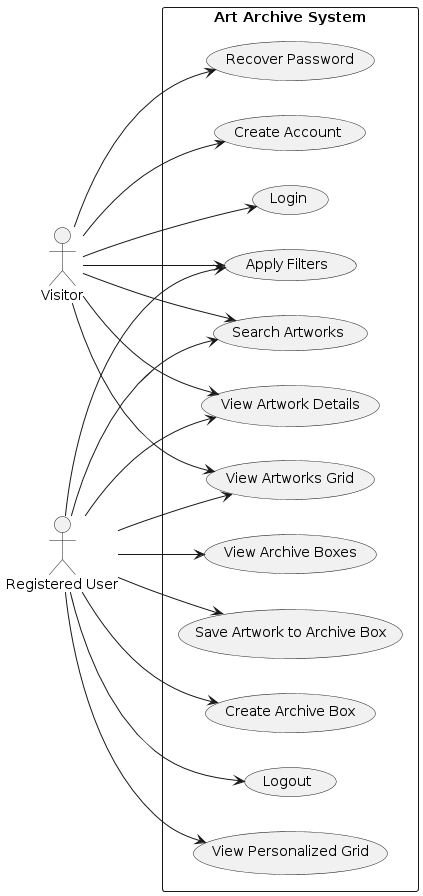 Art Archive System
Recover Password
Create Account
Login
Apply Filters
Visitor
Search Artworks
View Artwork Details
View Artworks Grid
View Archive Boxes
Registered User
Save Artwork to Archive Box
Create Archive Box
Logout
View Personalized Grid